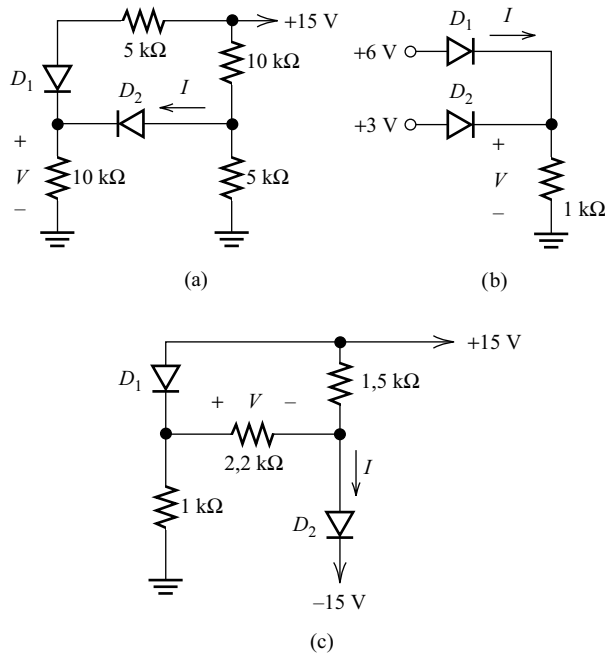 +15 V
5 kΩ
10 kΩ
D1
D2
I
+
V
–
10 kΩ
5 kΩ
(a)
D1
I
+6 V
D2
+3 V
+
V
–
1 kΩ
(b)
+15 V
D1
1,5 kΩ
+ V –
2,2 kΩ
I
1 kΩ
D2
–15 V
(c)